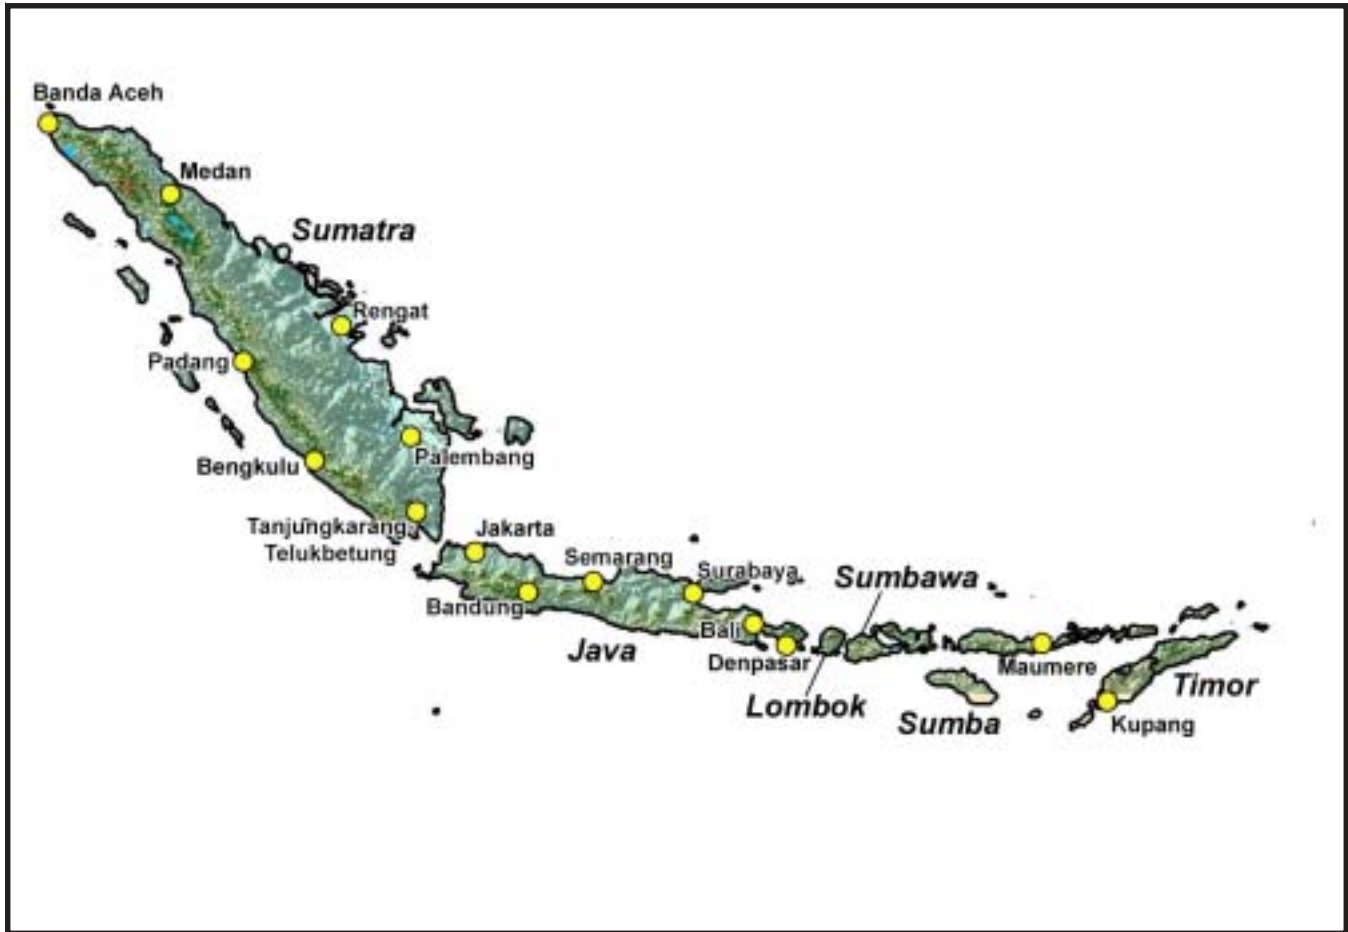 Banda Aceh
Medan
Sumatra
Rengat
Padang
Palembang
Bengkulu
Tanjungkarang
Telukbetung
Jakarta
Semarang
Surabaya
Sumbawa
Bandung
Bali
Java
Denpasar
Maumere
Lombok
Sumba
Timor
Kupang